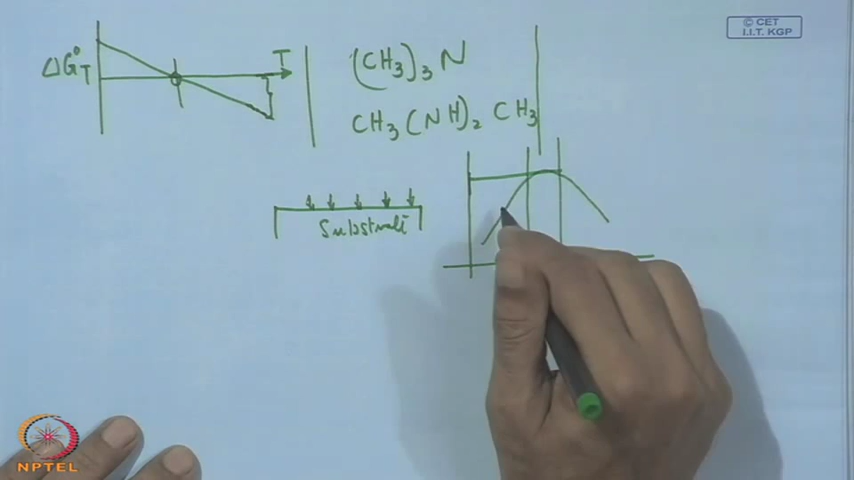 © CET
I.I.T. KGP
ΔG°T
T
(CH3)3 N
CH3(NH)2 CH3
Substrate
NPTEL